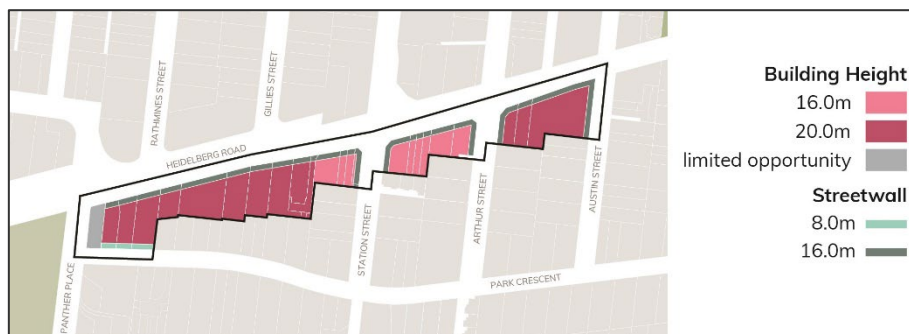 RATHMINES STREET
GILLIES STREET
HEIDELBERG ROAD
PANTHER PLACE
STATION STREET
ARTHUR STREET
AUSTIN STREET
PARK CRESCENT
Building Height
16.0m
20.0m
limited opportunity
Streetwall
8.0m
16.0m